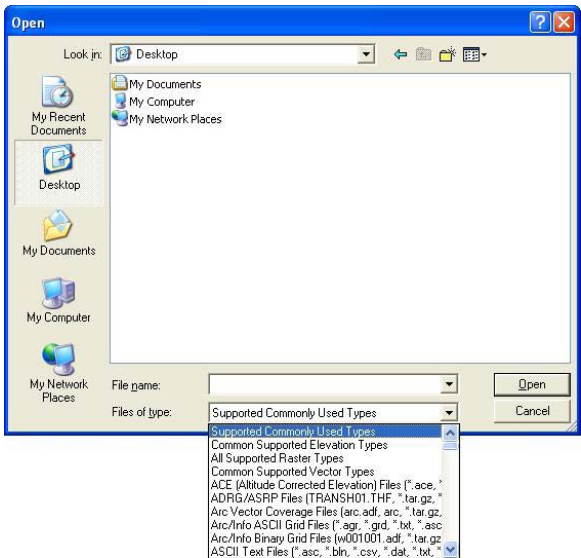 Open
Look in:
Desktop
My Recent
Documents
Desktop
My Documents
My Computer
My Network
Places
My Documents
My Computer
My Network Places
File name:
Open
Files of type:
Supported Commonly Used Types
Cancel
Supported Commonly Used Types
Common Supported Elevation Types
All Supported Raster Types
Common Supported Vector Types
ACE (Altitude Corrected Elevation) Files (*.ace, *
ADRG/ASRP Files (TRANSH01.THF, *.tar.gz, *
Arc Vector Coverage Files (arc.adf, arc, *.tar.gz,
Arc/Info ASCII Grid Files (*.agr, *.grd, *.txt, *.asc
Arc/Info Binary Grid Files (w001001.adf, *.tar.gz
ASCII Text Files (*.asc, *.bln, *.csv, *.dat, *.txt, *